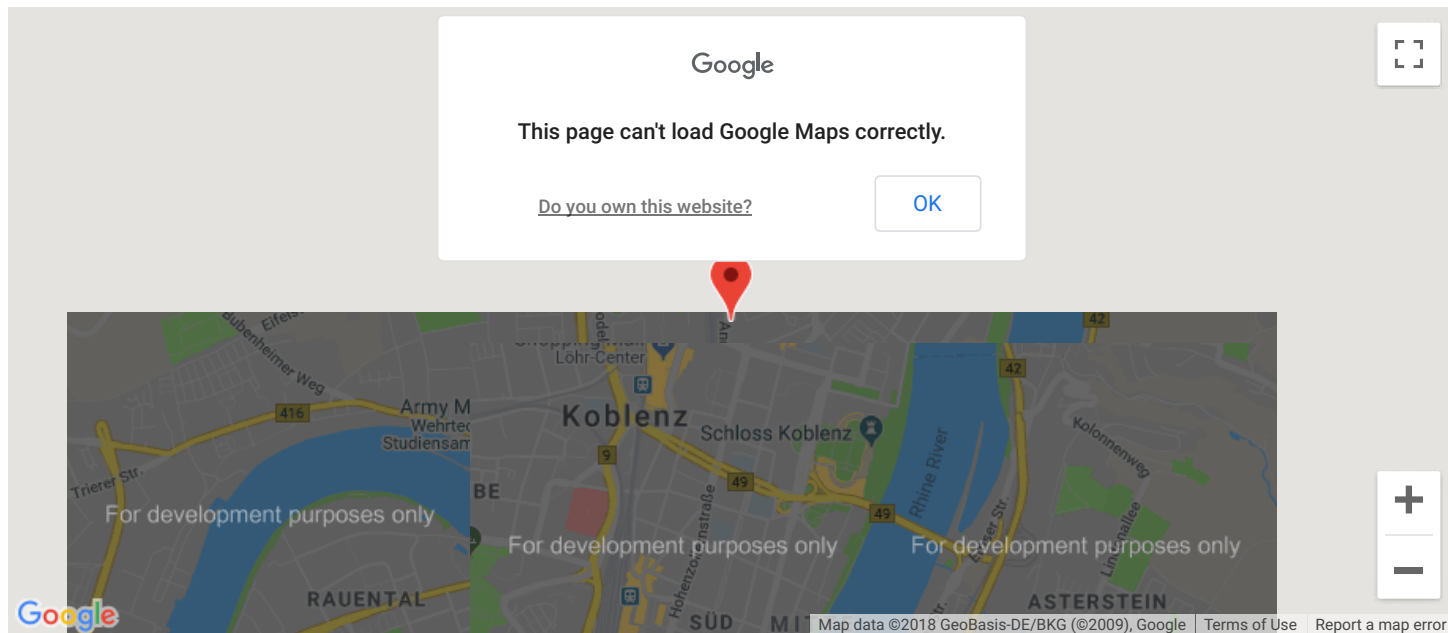 Google
This page can't load Google Maps correctly.
Do you own this website?
OK
42
Bubenheimer Weg
Löhr-Center
42
416
Army M
Wehrtec
Studiensam
Koblenz
Schloss Koblenz
Kolonnenweg
9
Trierer Str.
49
Rhine River
BE
49
For development purposes only
For development purposes only
For development purposes only
Hohenzollernstraße
Lindenallee
RAUENTAL
ASTERSTEIN
SÜD
MIT
Google
Map data ©2018 GeoBasis-DE/BKG (©2009), Google
Terms of Use
Report a map error